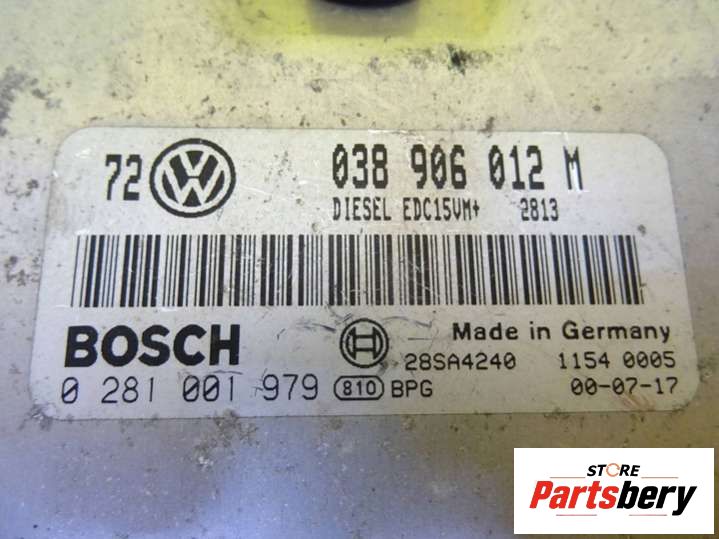 72 VW 038 906 012 M
DIESEL EDC15VM+ 2813
BOSCH
Made in Germany
28SA4240 1154 0005
0 281 001 979 810 BPG 00-07-17
STORE
Partsbery